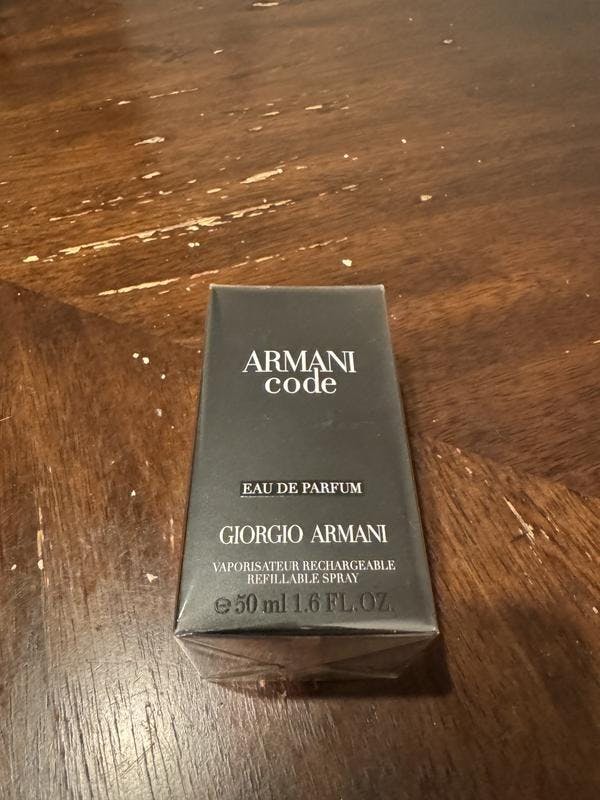 ARMANI
code
EAU DE PARFUM
GIORGIO ARMANI
VAPORISATEUR RECHARGEABLE
REFILLABLE SPRAY
℮ 50 ml 1.6 FL.OZ.